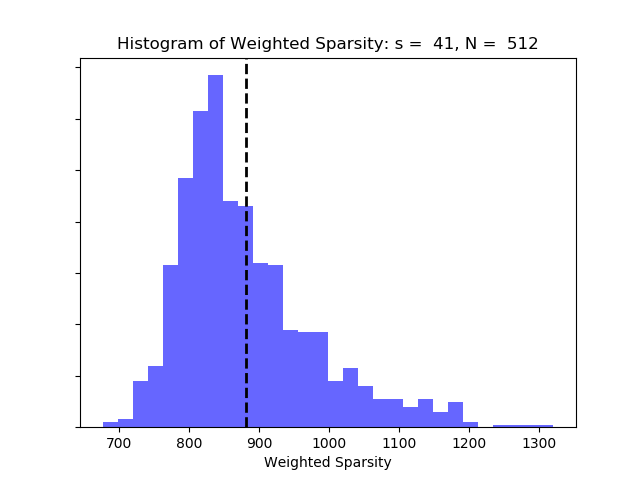 Histogram of Weighted Sparsity: s =  41, N =  512
700 800 900 1000 1100 1200 1300
Weighted Sparsity